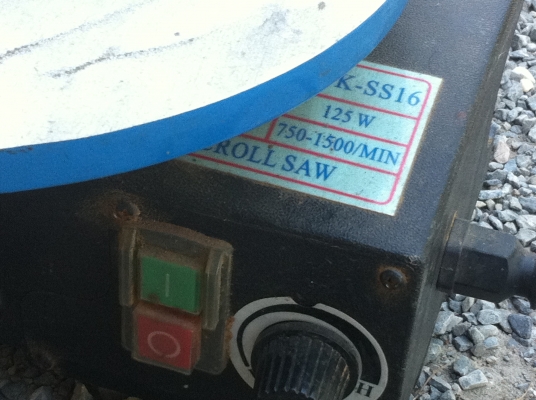 K-SS16
125 W
750-1500/MIN
ROLL SAW
I
O
H